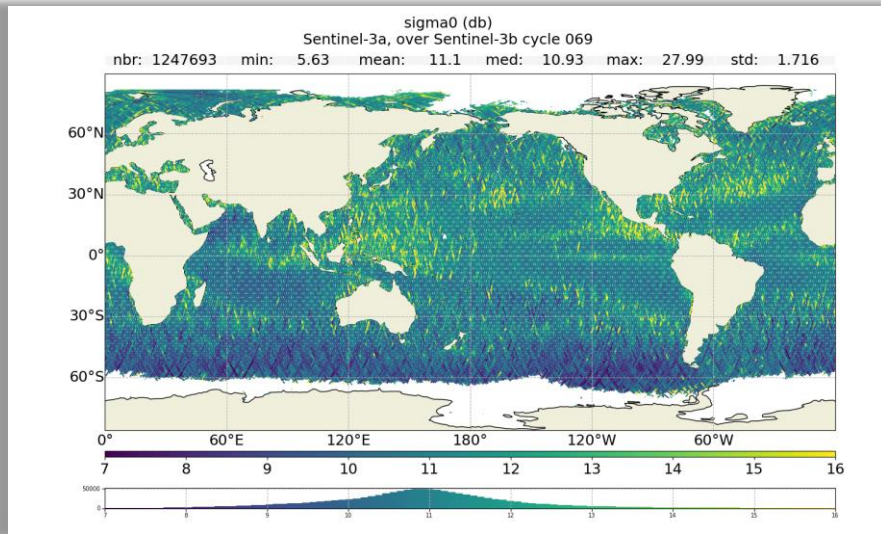 sigma0 (db)
Sentinel-3a, over Sentinel-3b cycle 069
nbr: 1247693 min: 5.63 mean: 11.1 med: 10.93 max: 27.99 std: 1.716
60°N
30°N
0°
30°S
60°S
0° 60°E 120°E 180° 120°W 60°W
7 8 9 10 11 12 13 14 15 16
50000
0
7 8 9 10 11 12 13 14 15 16